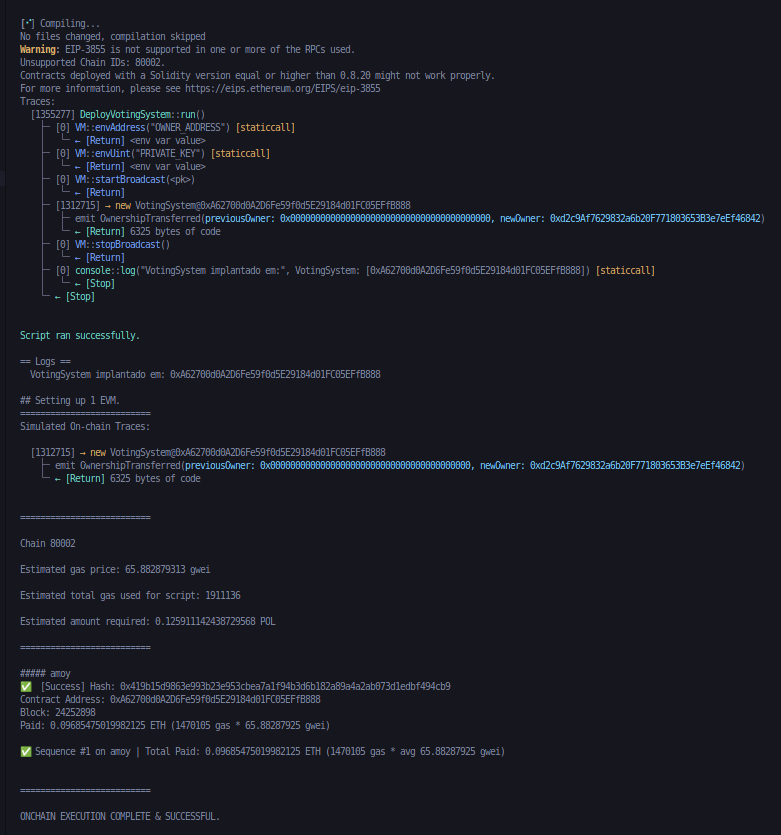 [⠊] Compiling...
No files changed, compilation skipped
Warning: EIP-3855 is not supported in one or more of the RPCs used.
Unsupported Chain IDs: 80002.
Contracts deployed with a Solidity version equal or higher than 0.8.20 might not work properly.
For more information, please see https://eips.ethereum.org/EIPS/eip-3855
Traces:
  [1355277] DeployVotingSystem::run()
    ├─ [0] VM::envAddress("OWNER_ADDRESS") [staticcall]
    │   └─ ← [Return] <env var value>
    ├─ [0] VM::envUint("PRIVATE_KEY") [staticcall]
    │   └─ ← [Return] <env var value>
    ├─ [0] VM::startBroadcast(<pk>)
    │   └─ ← [Return]
    ├─ [1312715] → new VotingSystem@0xA62700d0A2D6Fe59f0d5E29184d01FC05EFfB888
    │   ├─ emit OwnershipTransferred(previousOwner: 0x0000000000000000000000000000000000000000, newOwner: 0xd2c9Af7629832a6b20F771803653B3e7eEf46842)
    │   └─ ← [Return] 6325 bytes of code
    ├─ [0] VM::stopBroadcast()
    │   └─ ← [Return]
    ├─ [0] console::log("VotingSystem implantado em:", VotingSystem: [0xA62700d0A2D6Fe59f0d5E29184d01FC05EFfB888]) [staticcall]
    │   └─ ← [Stop]
    └─ ← [Stop]
Script ran successfully.
== Logs ==
  VotingSystem implantado em: 0xA62700d0A2D6Fe59f0d5E29184d01FC05EFfB888
## Setting up 1 EVM.
==========================
Simulated On-chain Traces:
  [1312715] → new VotingSystem@0xA62700d0A2D6Fe59f0d5E29184d01FC05EFfB888
    ├─ emit OwnershipTransferred(previousOwner: 0x0000000000000000000000000000000000000000, newOwner: 0xd2c9Af7629832a6b20F771803653B3e7eEf46842)
    └─ ← [Return] 6325 bytes of code
==========================
Chain 80002
Estimated gas price: 65.882879313 gwei
Estimated total gas used for script: 1911136
Estimated amount required: 0.125911142438729568 POL
==========================
##### amoy
✅  [Success] Hash: 0x419b15d9863e993b23e953cbea7a1f94b3d6b182a89a4a2ab073d1edbf494cb9
Contract Address: 0xA62700d0A2D6Fe59f0d5E29184d01FC05EFfB888
Block: 24252898
Paid: 0.09685475019982125 ETH (1470105 gas * 65.88287925 gwei)
✅ Sequence #1 on amoy | Total Paid: 0.09685475019982125 ETH (1470105 gas * avg 65.88287925 gwei)
==========================
ONCHAIN EXECUTION COMPLETE & SUCCESSFUL.